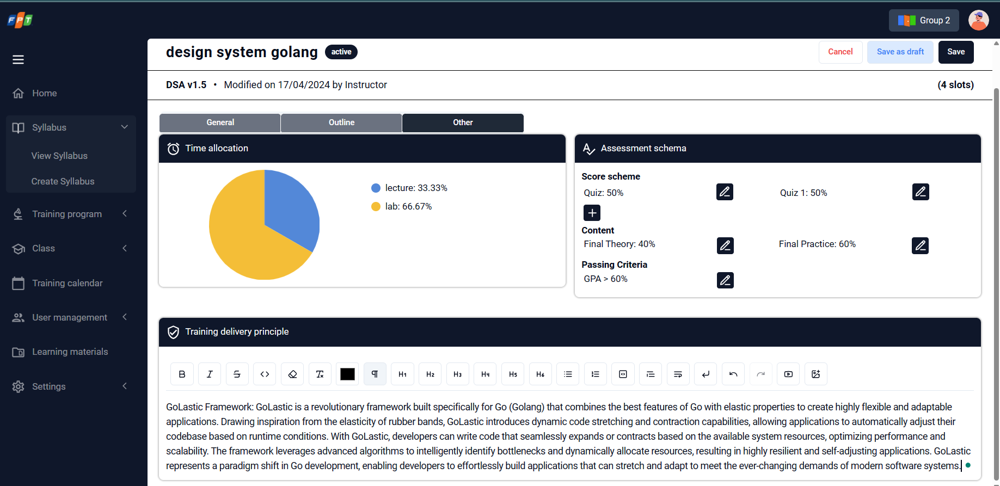 FPT
Group 2
design system golang
active
Cancel
Save as draft
Save
DSA v1.5 • Modified on 17/04/2024 by Instructor
(4 slots)
Home
Syllabus
View Syllabus
Create Syllabus
Training program
Class
Training calendar
User management
Learning materials
Settings
General
Outline
Other
Time allocation
lecture: 33.33%
lab: 66.67%
Assessment schema
Score scheme
Quiz: 50%
Quiz 1: 50%
Content
Final Theory: 40%
Final Practice: 60%
Passing Criteria
GPA > 60%
Training delivery principle
B I S <> Tx ¶ H1 H2 H3 H4 H5 H6
GoLastic Framework: GoLastic is a revolutionary framework built specifically for Go (Golang) that combines the best features of Go with elastic properties to create highly flexible and adaptable
applications. Drawing inspiration from the elasticity of rubber bands, GoLastic introduces dynamic code stretching and contraction capabilities, allowing applications to automatically adjust their
codebase based on runtime conditions. With GoLastic, developers can write code that seamlessly expands or contracts based on the available system resources, optimizing performance and
scalability. The framework leverages advanced algorithms to intelligently identify bottlenecks and dynamically allocate resources, resulting in highly resilient and self-adjusting applications. GoLastic
represents a paradigm shift in Go development, enabling developers to effortlessly build applications that can stretch and adapt to meet the ever-changing demands of modern software systems.